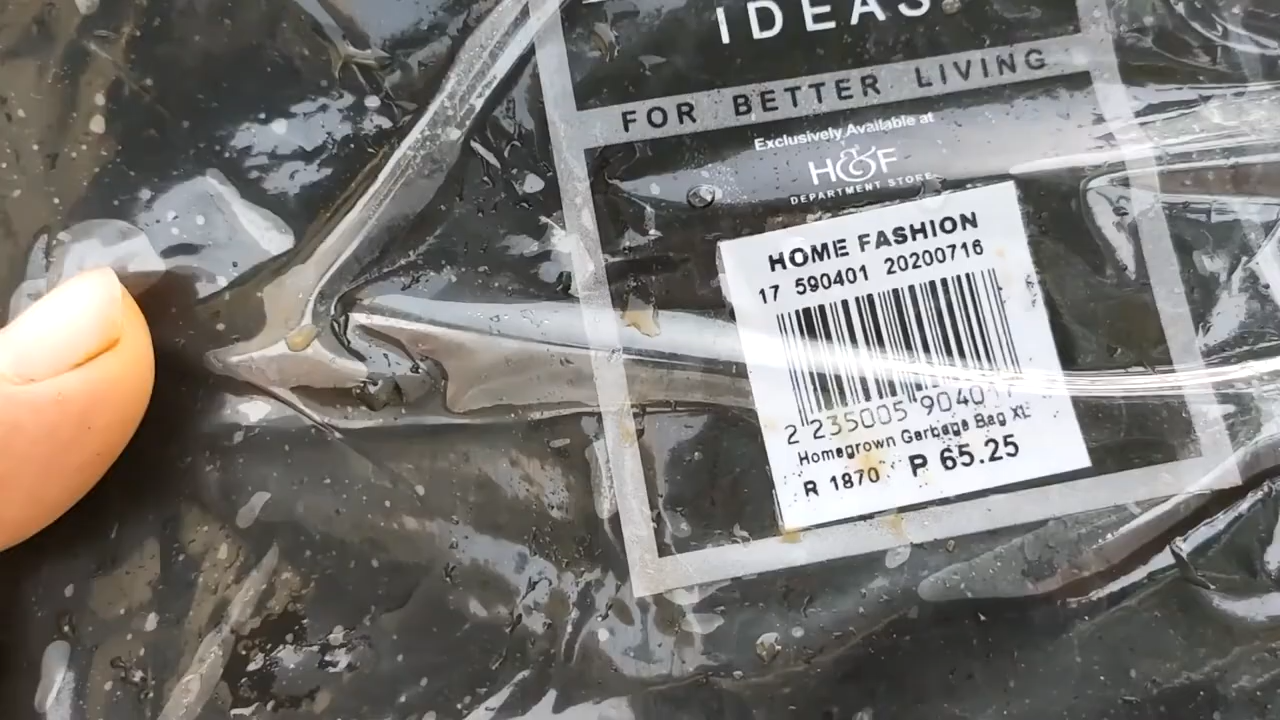 IDEAS
FOR BETTER LIVING
Exclusively Available at
H&F
DEPARTMENT STORE
HOME FASHION
17 590401 20200716
2 235005 90401
Homegrown Garbage Bag XL
R 1870 P 65.25